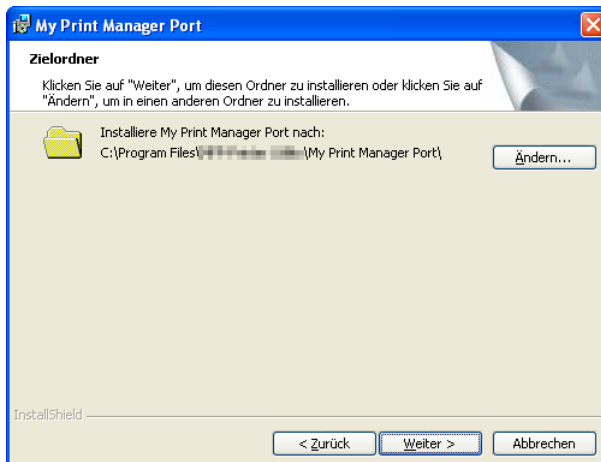 My Print Manager Port
Zielordner
Klicken Sie auf "Weiter", um diesen Ordner zu installieren oder klicken Sie auf
"Ändern", um in einen anderen Ordner zu installieren.
Installiere My Print Manager Port nach:
C:\Program Files\ \My Print Manager Port\
Ändern...
InstallShield
< Zurück
Weiter >
Abbrechen